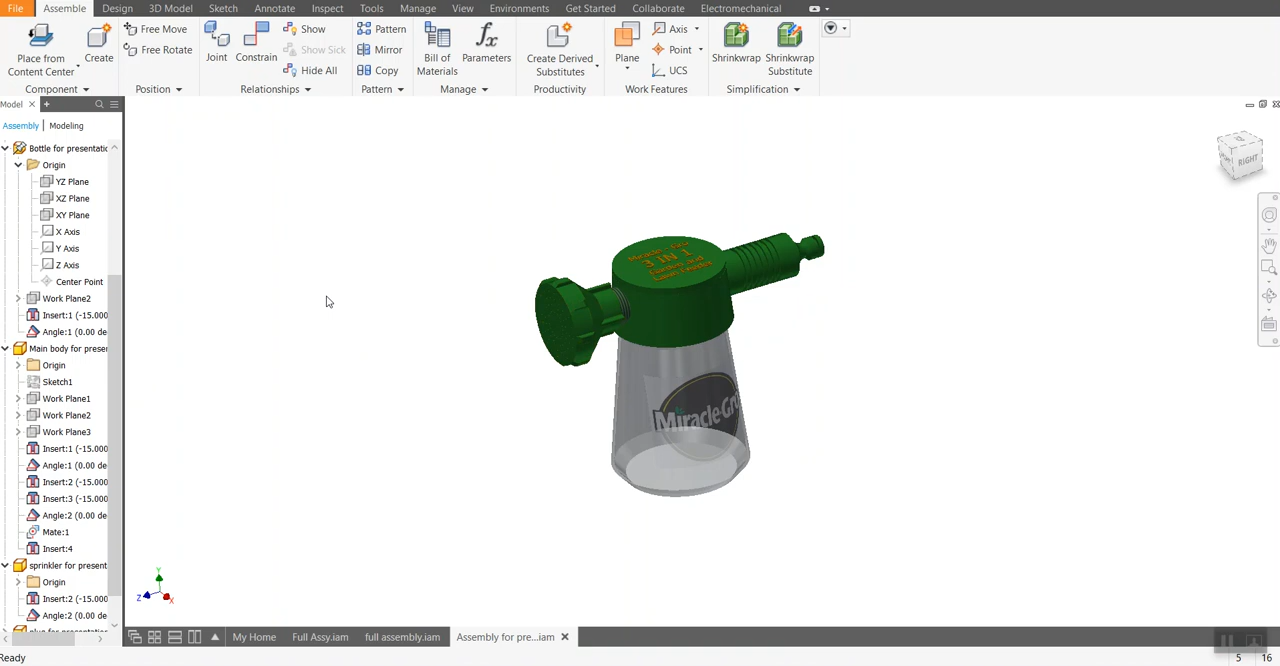 File Assemble Design 3D Model Sketch Annotate Inspect Tools Manage View Environments Get Started Collaborate Electromechanical
Free Move
Free Rotate
Show
Show Sick
Hide All
Pattern
Mirror
Copy
Axis
Point
UCS
Place from
Content Center
Create
Joint
Constrain
Bill of
Materials
Parameters
Create Derived
Substitutes
Plane
Shrinkwrap
Shrinkwrap
Substitute
Component Position Relationships Pattern Manage Productivity Work Features Simplification
Model
Assembly Modeling
Bottle for presentatic
Origin
YZ Plane
XZ Plane
XY Plane
X Axis
Y Axis
Z Axis
Center Point
Work Plane2
Insert:1 (-15.000
Angle:1 (0.00 de
Main body for preser
Origin
Sketch1
Work Plane1
Work Plane2
Work Plane3
Insert:1 (-15.000
Angle:1 (0.00 de
Insert:2 (-15.000
Insert:3 (-15.000
Angle:2 (0.00 de
Mate:1
Insert:4
sprinkler for present
Origin
Insert:2 (-15.000
Angle:2 (0.00 de
RIGHT
3 IN 1
Miracle-Gr
Y
Z
X
My Home Full Assy.iam full assembly.iam Assembly for pre...iam
Ready
5 16